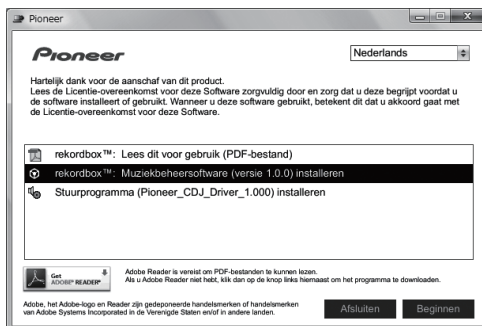 Pioneer
Pioneer
Nederlands
Hartelijk dank voor de aanschaf van dit product.
Lees de Licentie-overeenkomst voor deze Software zorgvuldig door en zorg dat u deze begrijpt voordat u
de software installeert of gebruikt. Wanneer u deze software gebruikt, betekent dit dat u akkoord gaat met
de Licentie-overeenkomst voor deze Software.
rekordbox™: Lees dit voor gebruik (PDF-bestand)
rekordbox™: Muziekbeheersoftware (versie 1.0.0) installeren
Stuurprogramma (Pioneer_CDJ_Driver_1.000) installeren
Get
ADOBE® READER®
Adobe Reader is vereist om PDF-bestanden te kunnen lezen.
Als u Adobe Reader niet hebt, klik dan op de knop links hiernaast om het programma te downloaden.
Adobe, het Adobe-logo en Reader zijn gedeponeerde handelsmerken of handelsmerken
van Adobe Systems Incorporated in de Verenigde Staten en/of in andere landen.
Afsluiten
Beginnen